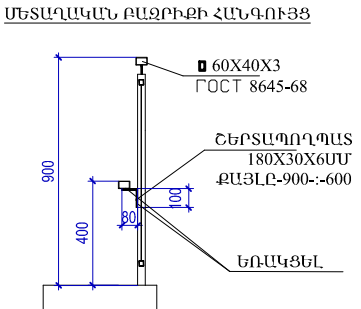 ՄԵՏԱՂԱԿԱՆ ԲԱԶՐԻՔԻ ՀԱՆԳՈՒՅՑ
60X40X3
ГОСТ 8645-68
ՇԵՐՏԱՊՈՂՊԱՏ
180X30X6ՄՄ
ՔԱՅԼԸ-900-:-600
900
400
80
100
ԵՌԱԿՑԵԼ